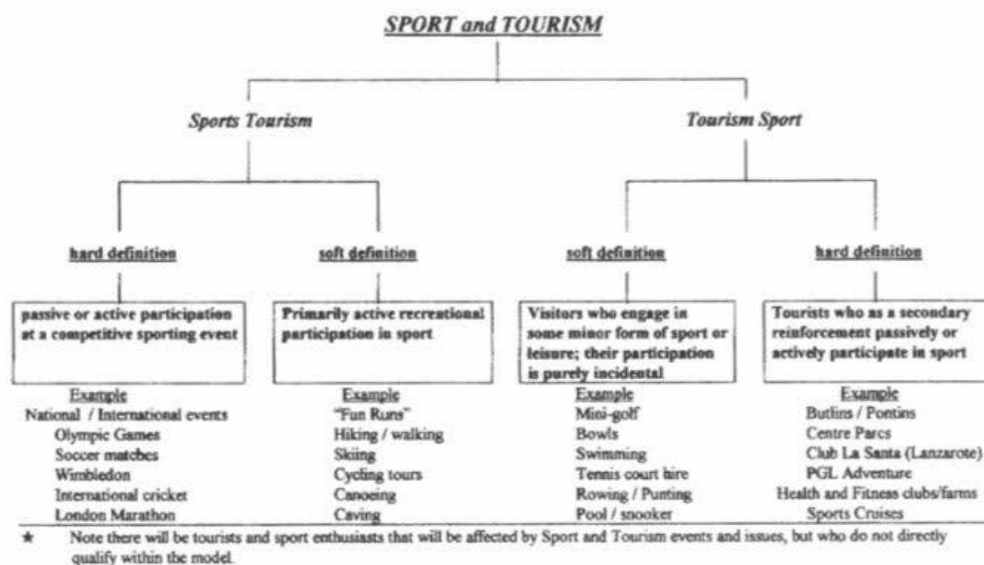 SPORT and TOURISM
Sports Tourism
Tourism Sport
hard definition
soft definition
soft definition
hard definition
passive or active participation
at a competitive sporting event
Primarily active recreational
participation in sport
Visitors who engage in
some minor form of sport or
leisure; their participation
is purely incidental
Tourists who as a secondary
reinforcement passively or
actively participate in sport
Example
National / International events
Olympic Games
Soccer matches
Wimbledon
International cricket
London Marathon
Example
"Fun Runs"
Hiking / walking
Skiing
Cycling tours
Canoeing
Caving
Example
Mini-golf
Bowls
Swimming
Tennis court hire
Rowing / Punting
Pool / snooker
Example
Butlins / Pontins
Centre Parcs
Club La Santa (Lanzarote)
PGL Adventure
Health and Fitness clubs/farms
Sports Cruises
★ Note there will be tourists and sport enthusiasts that will be affected by Sport and Tourism events and issues, but who do not directly
qualify within the model.